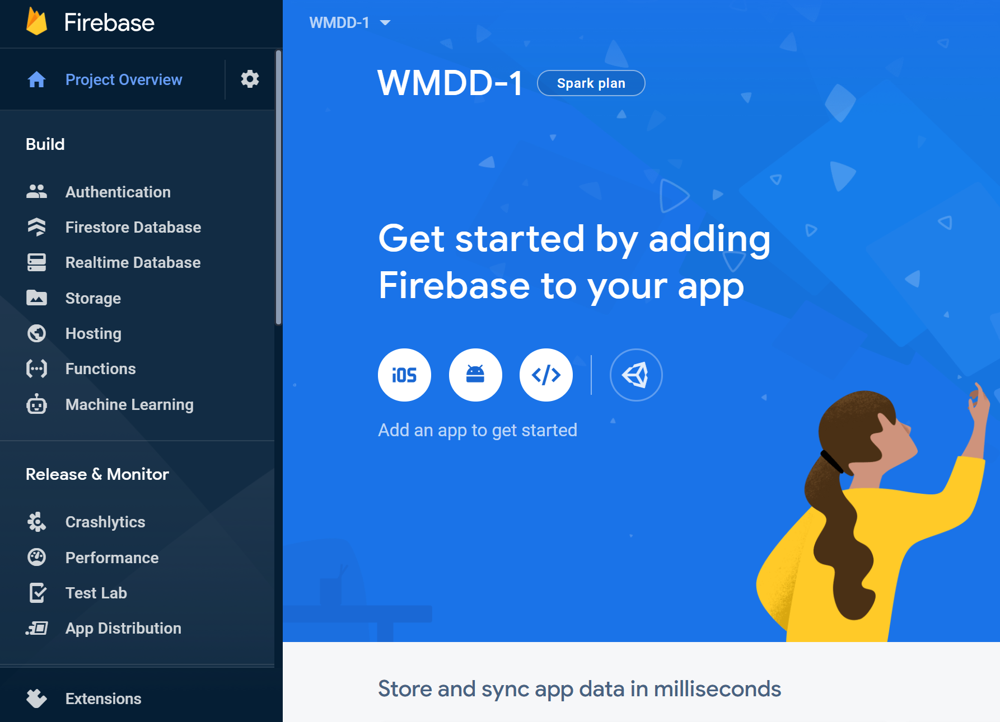 Firebase
Project Overview
Build
Authentication
Firestore Database
Realtime Database
Storage
Hosting
Functions
Machine Learning
Release & Monitor
Crashlytics
Performance
Test Lab
App Distribution
Extensions
WMDD-1
WMDD-1 Spark plan
Get started by adding
Firebase to your app
iOS
Add an app to get started
Store and sync app data in milliseconds